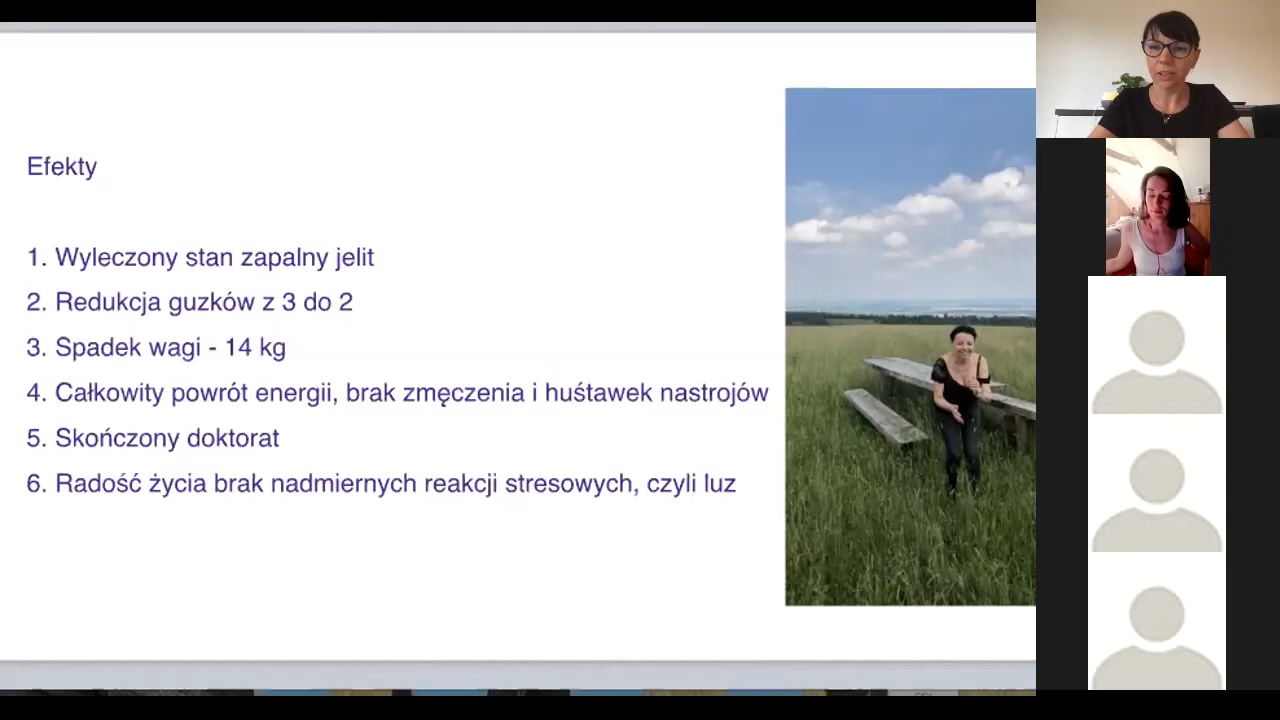 Efekty
1. Wyleczony stan zapalny jelit
2. Redukcja guzków z 3 do 2
3. Spadek wagi - 14 kg
4. Całkowity powrót energii, brak zmęczenia i huśtawek nastrojów
5. Skończony doktorat
6. Radość życia brak nadmiernych reakcji stresowych, czyli luz